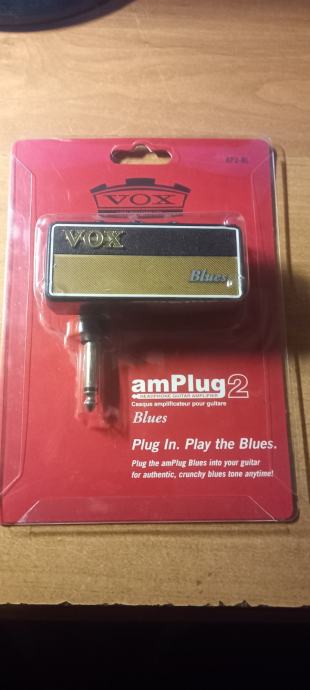 AP2-BL
VOX
VOX
Blues
amPlug2
HEADPHONE GUITAR AMPLIFIER
Casque amplificateur pour guitare
Blues
Plug In. Play the Blues.
Plug the amPlug Blues into your guitar
for authentic, crunchy blues tone anytime!